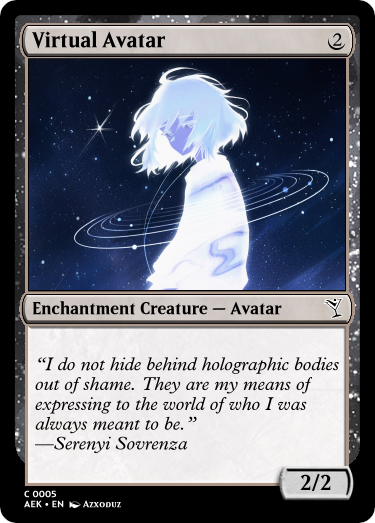 Virtual Avatar 2
Enchantment Creature — Avatar
“I do not hide behind holographic bodies
out of shame. They are my means of
expressing to the world of who I was
always meant to be.”
—Serenyi Sovrenza
2/2
C 0005
AEK • EN Azxoduz